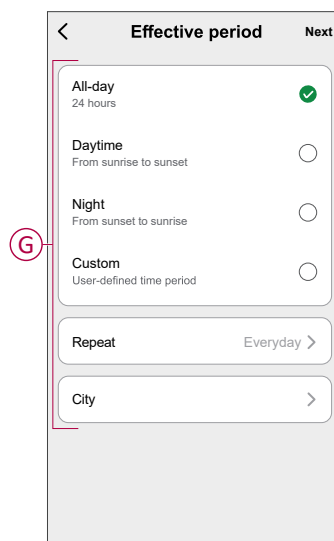 Effective period Next
All-day
24 hours
Daytime
From sunrise to sunset
Night
From sunset to sunrise
G
Custom
User-defined time period
Repeat Everyday
City